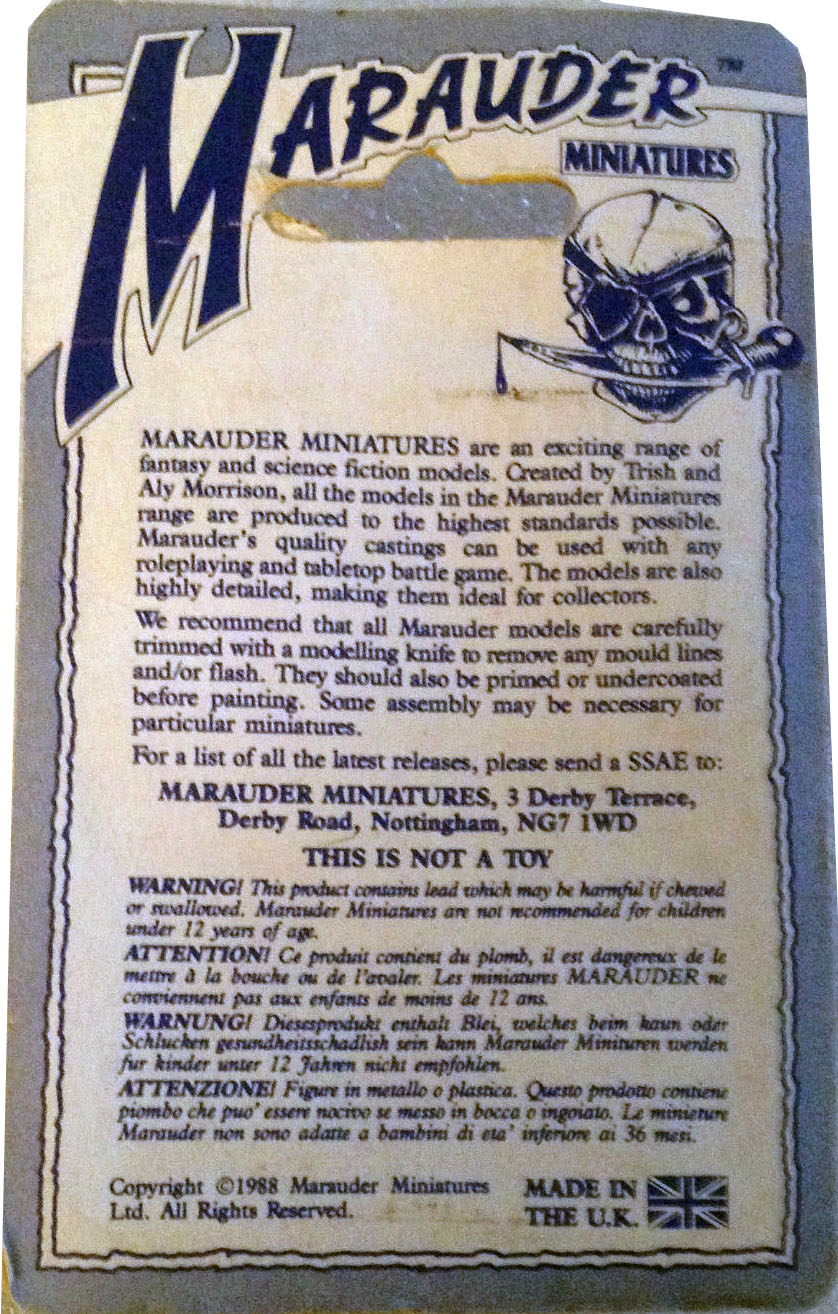 MARAUDER ™
MINIATURES
MARAUDER MINIATURES are an exciting range of
fantasy and science fiction models. Created by Trish and
Aly Morrison, all the models in the Marauder Miniatures
range are produced to the highest standards possible.
Marauder's quality castings can be used with any
roleplaying and tabletop battle game. The models are also
highly detailed, making them ideal for collectors.
We recommend that all Marauder models are carefully
trimmed with a modelling knife to remove any mould lines
and/or flash. They should also be primed or undercoated
before painting. Some assembly may be necessary for
particular miniatures.
For a list of all the latest releases, please send a SSAE to:
MARAUDER MINIATURES, 3 Derby Terrace,
Derby Road, Nottingham, NG7 1WD
THIS IS NOT A TOY
WARNING! This product contains lead which may be harmful if chewed
or swallowed. Marauder Miniatures are not recommended for children
under 12 years of age.
ATTENTION! Ce produit contient du plomb, il est dangereux de le
mettre à la bouche ou de l'avaler. Les miniatures MARAUDER ne
conviennent pas aux enfants de moins de 12 ans.
WARNUNG! Diesesprodukt enthalt Blei, welches beim kaun oder
Schlucken gesundheitsschadlish sein kann Marauder Minituren werden
fur kinder unter 12 Jahren nicht empfohlen.
ATTENZIONE! Figure in metallo o plastica. Questo prodotto contiene
piombo che puo' essere nocivo se messo in bocca o ingoiato. Le miniature
Marauder non sono adatte a bambini di eta' inferiore ai 36 mesi.
Copyright ©1988 Marauder Miniatures
Ltd. All Rights Reserved.
MADE IN
THE U.K.